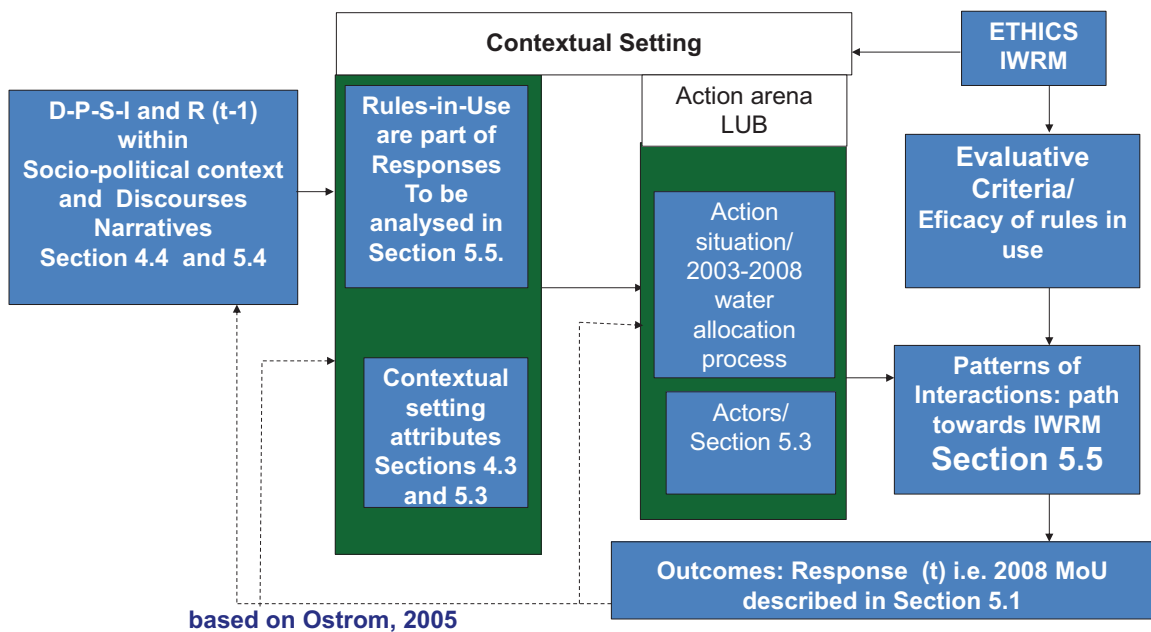 Contextual Setting
ETHICS
IWRM
D-P-S-I and R (t-1)
within
Socio-political context
and Discourses
Narratives
Section 4.4 and 5.4
Rules-in-Use
are part of
Responses
To be
analysed in
Section 5.5.
Contextual
setting
attributes
Sections 4.3
and 5.3
Action arena
LUB
Action
situation/
2003-2008
water
allocation
process
Actors/
Section 5.3
Evaluative
Criteria/
Eficacy of rules in
use
Patterns of
Interactions: path
towards IWRM
Section 5.5
Outcomes: Response (t) i.e. 2008 MoU
described in Section 5.1
based on Ostrom, 2005